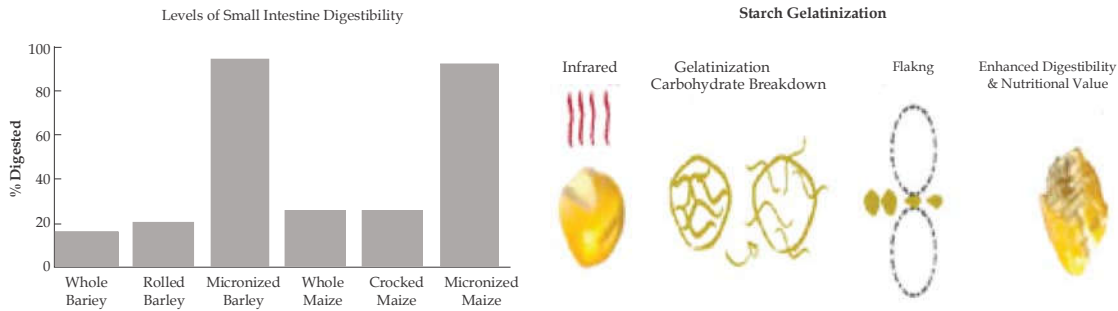 Levels of Small Intestine Digestibility
% Digested
100
80
60
40
20
0
Whole
Bariey
Rolled
Barley
Micronized
Barley
Whole
Maize
Crocked
Maize
Micronized
Maize
Starch Gelatinization
Infrared
Gelatinization
Carbohydrate Breakdown
Flakng
Enhanced Digestibility
& Nutritional Value